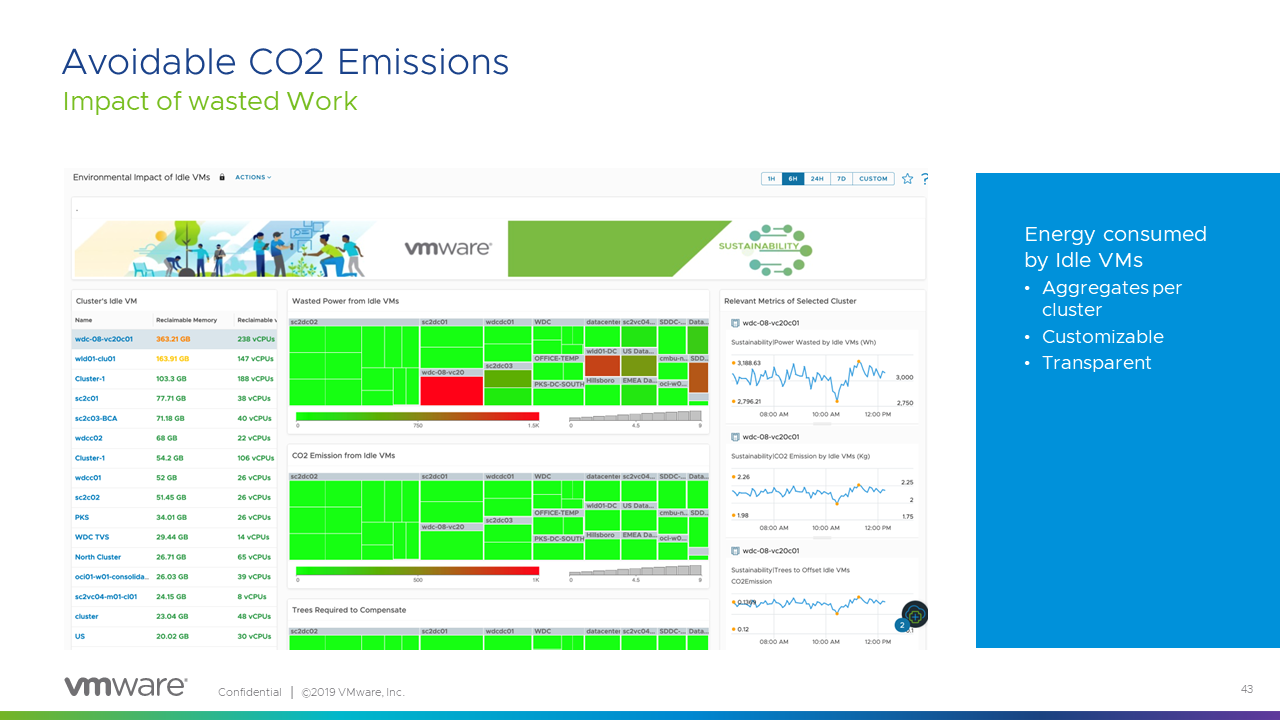 Avoidable CO2 Emissions
Impact of wasted Work
Environmental Impact of Idle VMs ACTIONS
1H 6H 24H 7D CUSTOM ?
vmware®
SUSTAINABILITY
Cluster's Idle VM
Name Reclaimable Memory Reclaimable v
wdc-08-vc20c01 363.21 GB 238 vCPUs
wld01-clu01 163.91 GB 147 vCPUs
Cluster-1 103.3 GB 188 vCPUs
sc2c01 77.71 GB 38 vCPUs
sc2c03-BCA 71.18 GB 40 vCPUs
wdcc02 68 GB 22 vCPUs
Cluster-1 54.2 GB 106 vCPUs
wdcc01 52 GB 26 vCPUs
sc2c02 51.45 GB 26 vCPUs
PKS 34.01 GB 26 vCPUs
WDC TVS 29.44 GB 14 vCPUs
North Cluster 26.71 GB 65 vCPUs
oci01-w01-consolida... 26.03 GB 39 vCPUs
sc2vc04-m01-cl01 24.15 GB 8 vCPUs
cluster 23.04 GB 48 vCPUs
US 20.02 GB 30 vCPUs
Wasted Power from Idle VMs
sc2dc02 sc2dc01 wdcdc01 WDC datacenter sc2vc04... SDDC-... Data...
wld01-DC US Data...
OFFICE-TEMP cmbu-n... SDD...
wdc-08-vc20 sc2dc03
PKS-DC-SOUTH Hillsboro EMEA Da... oci-w0...
0 750 1.5K 0 4.5 9
CO2 Emission from Idle VMs
sc2dc02 sc2dc01 wdcdc01 WDC datacenter sc2vc04... SDDC-... Data...
wld01-DC US Data...
OFFICE-TEMP cmbu-n... SDD...
wdc-08-vc20 sc2dc03
PKS-DC-SOUTH Hillsboro EMEA Da... oci-w0...
0 500 1K 0 4.5 9
Trees Required to Compensate
sc2dc02 sc2dc01 wdcdc01 WDC datacenter sc2vc04... SDDC-... Data...
Relevant Metrics of Selected Cluster
wdc-08-vc20c01
Sustainability|Power Wasted by Idle VMs (Wh)
3,188.63
3,000
2,796.21
2,750
08:00 AM 10:00 AM 12:00 PM
wdc-08-vc20c01
Sustainability|CO2 Emission by Idle VMs (Kg)
2.26
2.25
2
1.98
1.75
08:00 AM 10:00 AM 12:00 PM
wdc-08-vc20c01
Sustainability|Trees to Offset Idle VMs
CO2Emission
0.12
2
08:00 AM 10:00 AM 12:00 PM
Energy consumed
by Idle VMs
• Aggregates per
cluster
• Customizable
• Transparent
vmware® Confidential | ©2019 VMware, Inc.
43